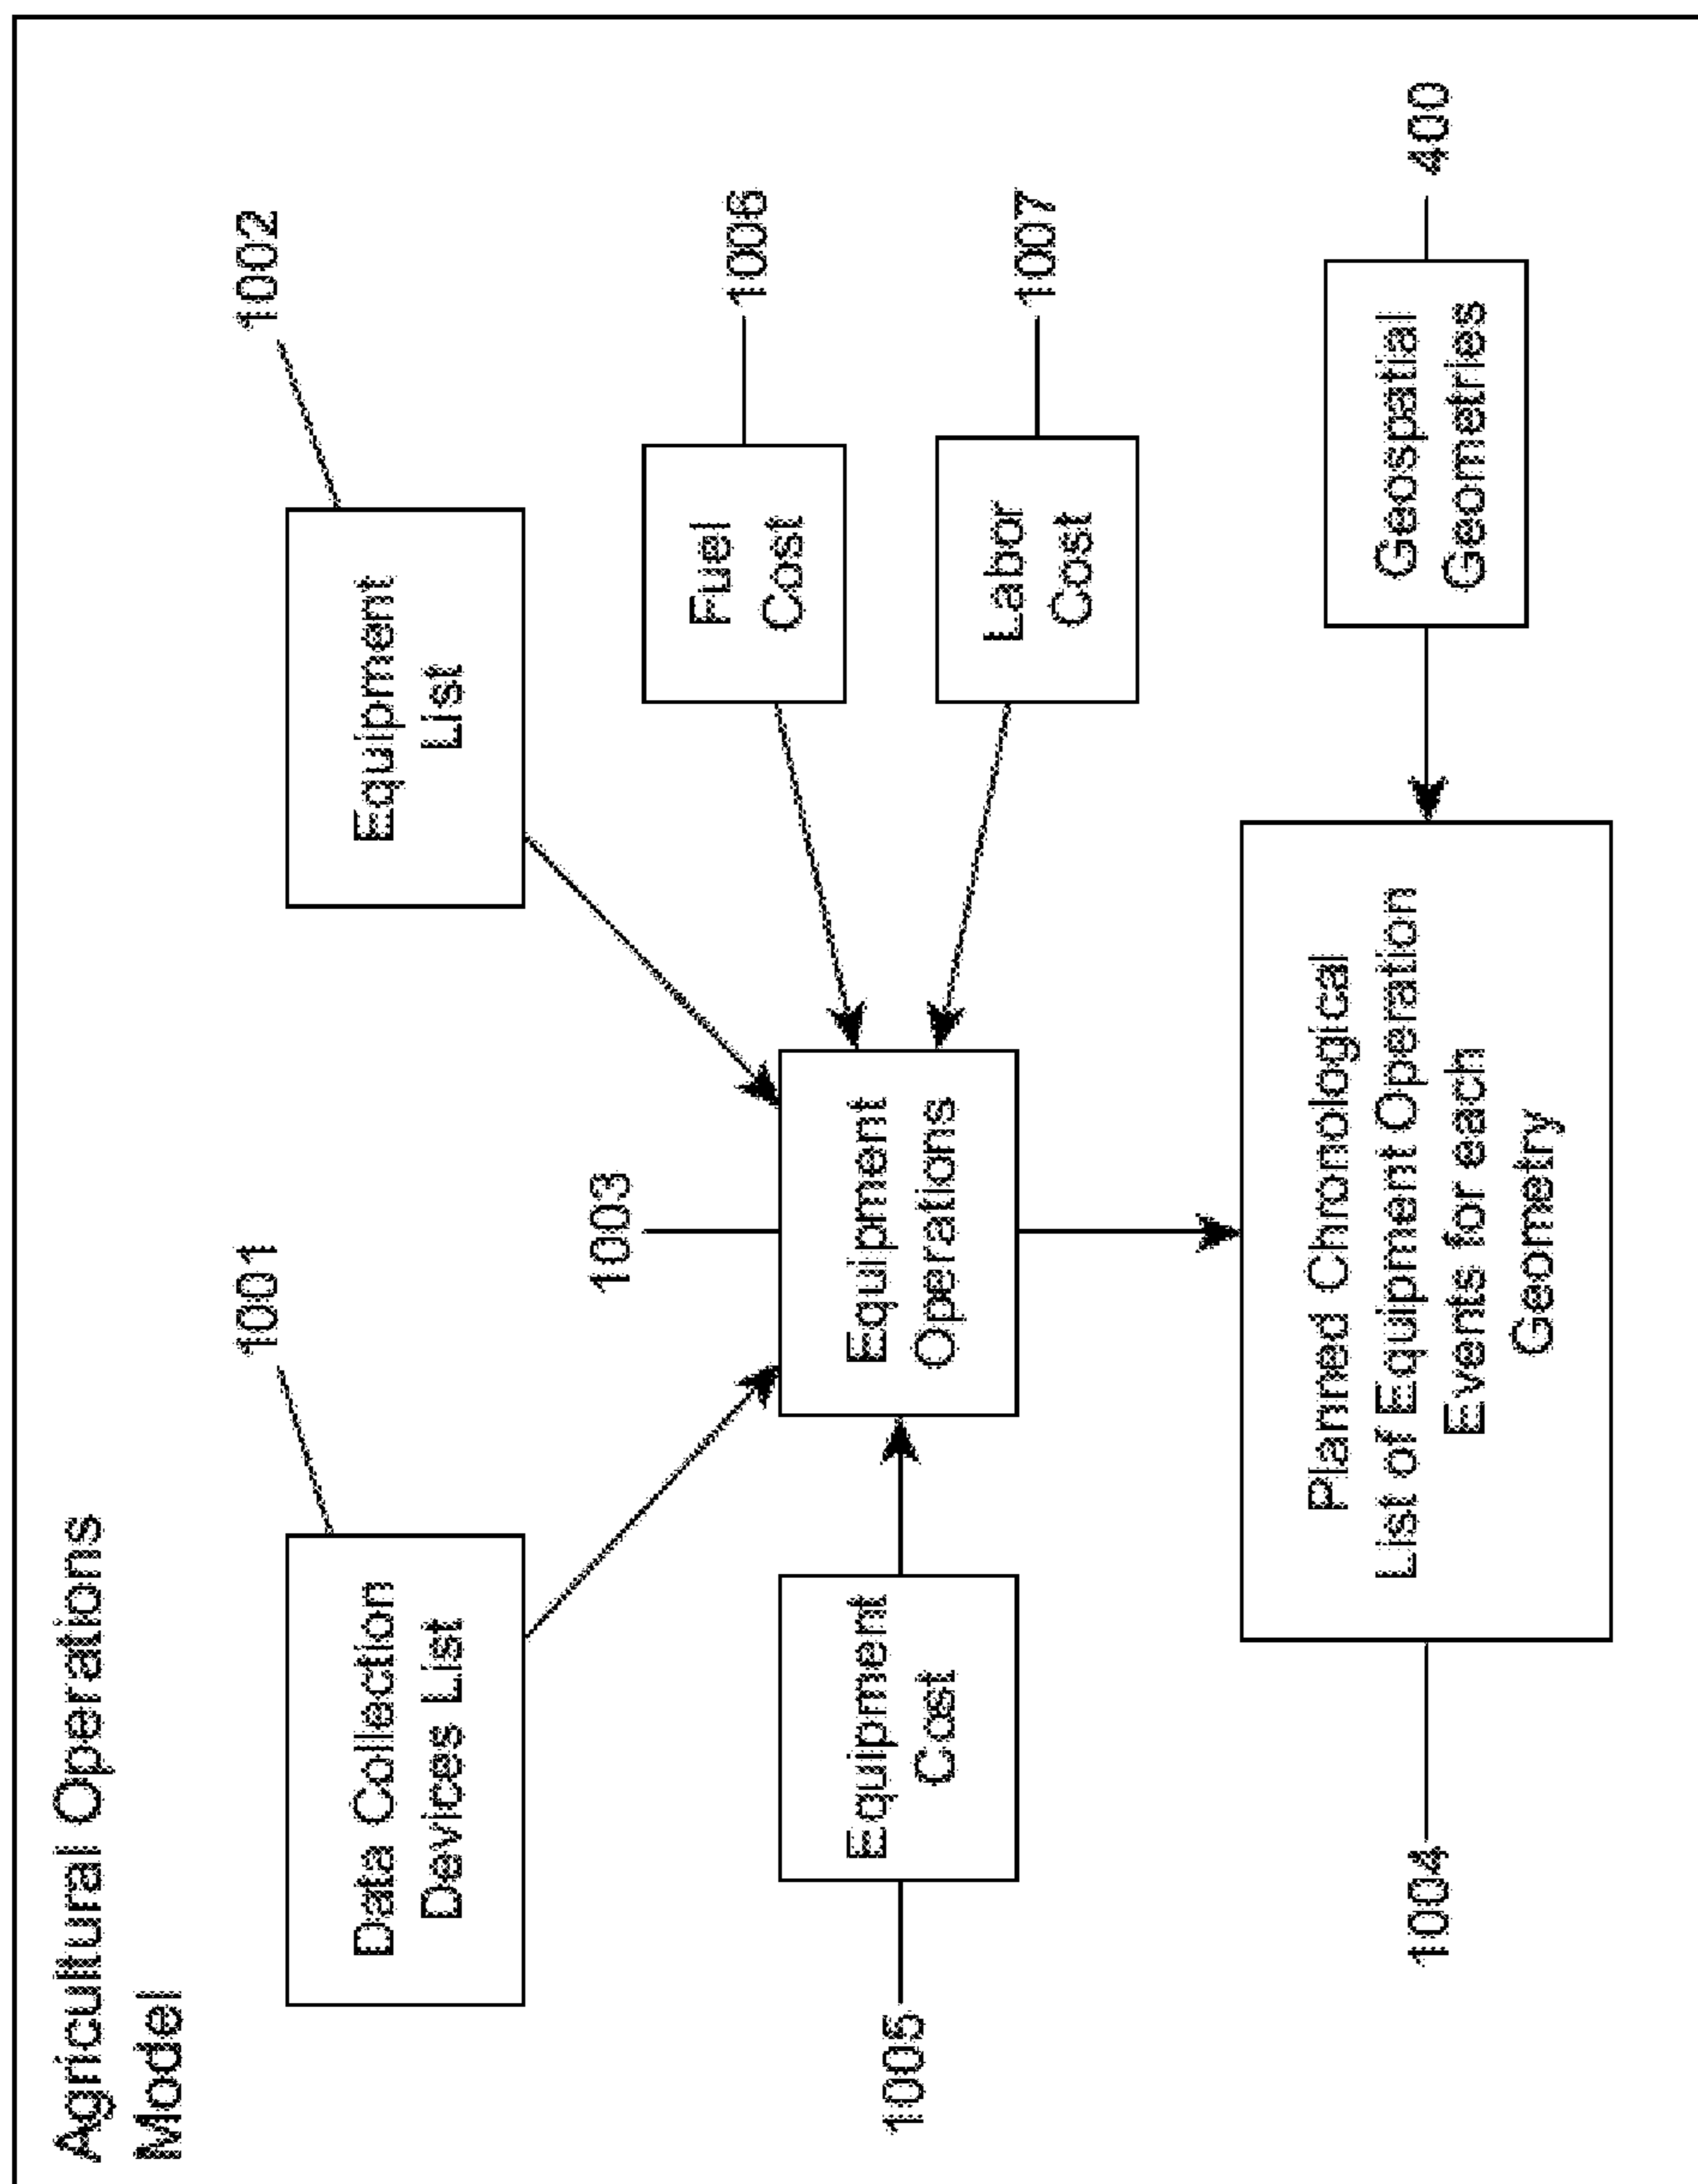 Agricultural Operations
Model
1001
1002
Data Collection
Devices List
Equipment
List
1003
1006
Fuel
Cost
1005
Equipment
Cost
Equipment
Operations
Labor
Cost
1007
1004
Planned Chronological
List of Equipment Operation
Events for each
Geometry
Geospatial
Geometries
400